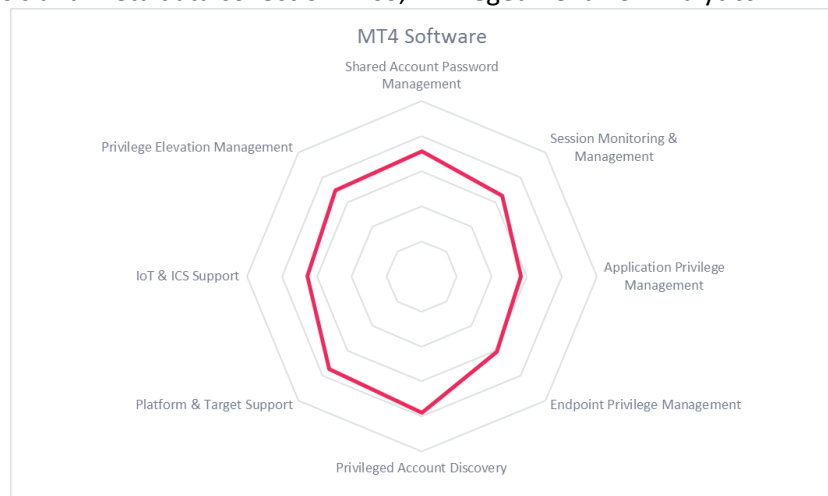 MT4 Software
Shared Account Password
Management
Privilege Elevation Management
Session Monitoring &
Management
IoT & ICS Support
Application Privilege
Management
Platform & Target Support
Endpoint Privilege Management
Privileged Account Discovery